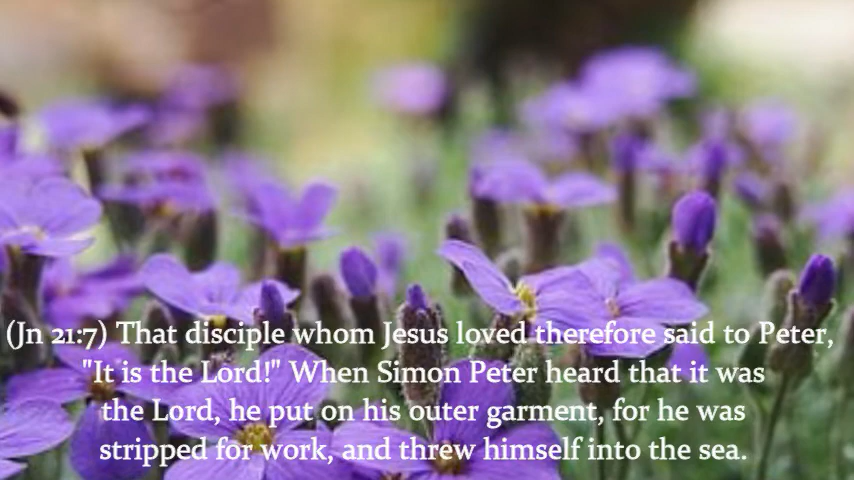 (Jn 21:7) That disciple whom Jesus loved therefore said to Peter,
"It is the Lord!" When Simon Peter heard that it was
the Lord, he put on his outer garment, for he was
stripped for work, and threw himself into the sea.